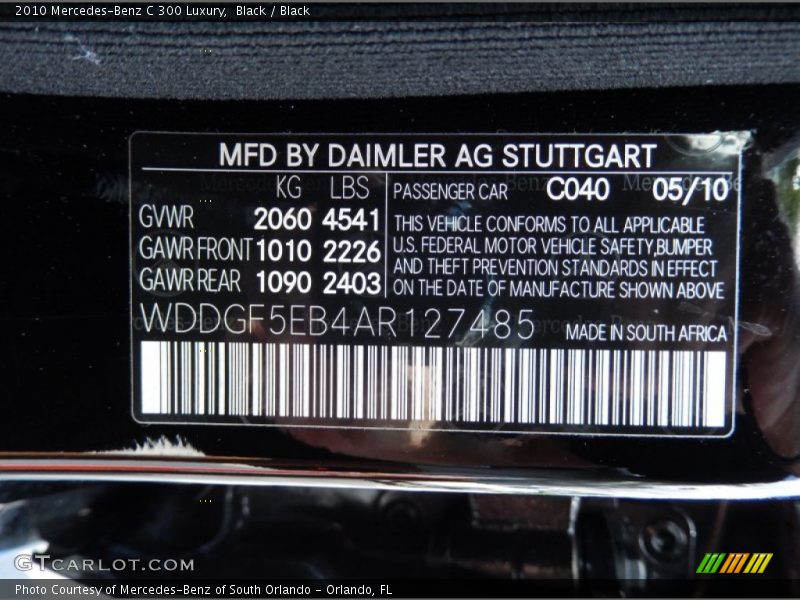 2010 Mercedes-Benz C 300 Luxury, Black / Black
MFD BY DAIMLER AG STUTTGART
KG LBS
GVWR 2060 4541
GAWR FRONT 1010 2226
GAWR REAR 1090 2403
PASSENGER CAR C040 05/10
THIS VEHICLE CONFORMS TO ALL APPLICABLE
U.S. FEDERAL MOTOR VEHICLE SAFETY,BUMPER
AND THEFT PREVENTION STANDARDS IN EFFECT
ON THE DATE OF MANUFACTURE SHOWN ABOVE
WDDGF5EB4AR127485
MADE IN SOUTH AFRICA
GTCARLOT.COM
Photo Courtesy of Mercedes-Benz of South Orlando - Orlando, FL